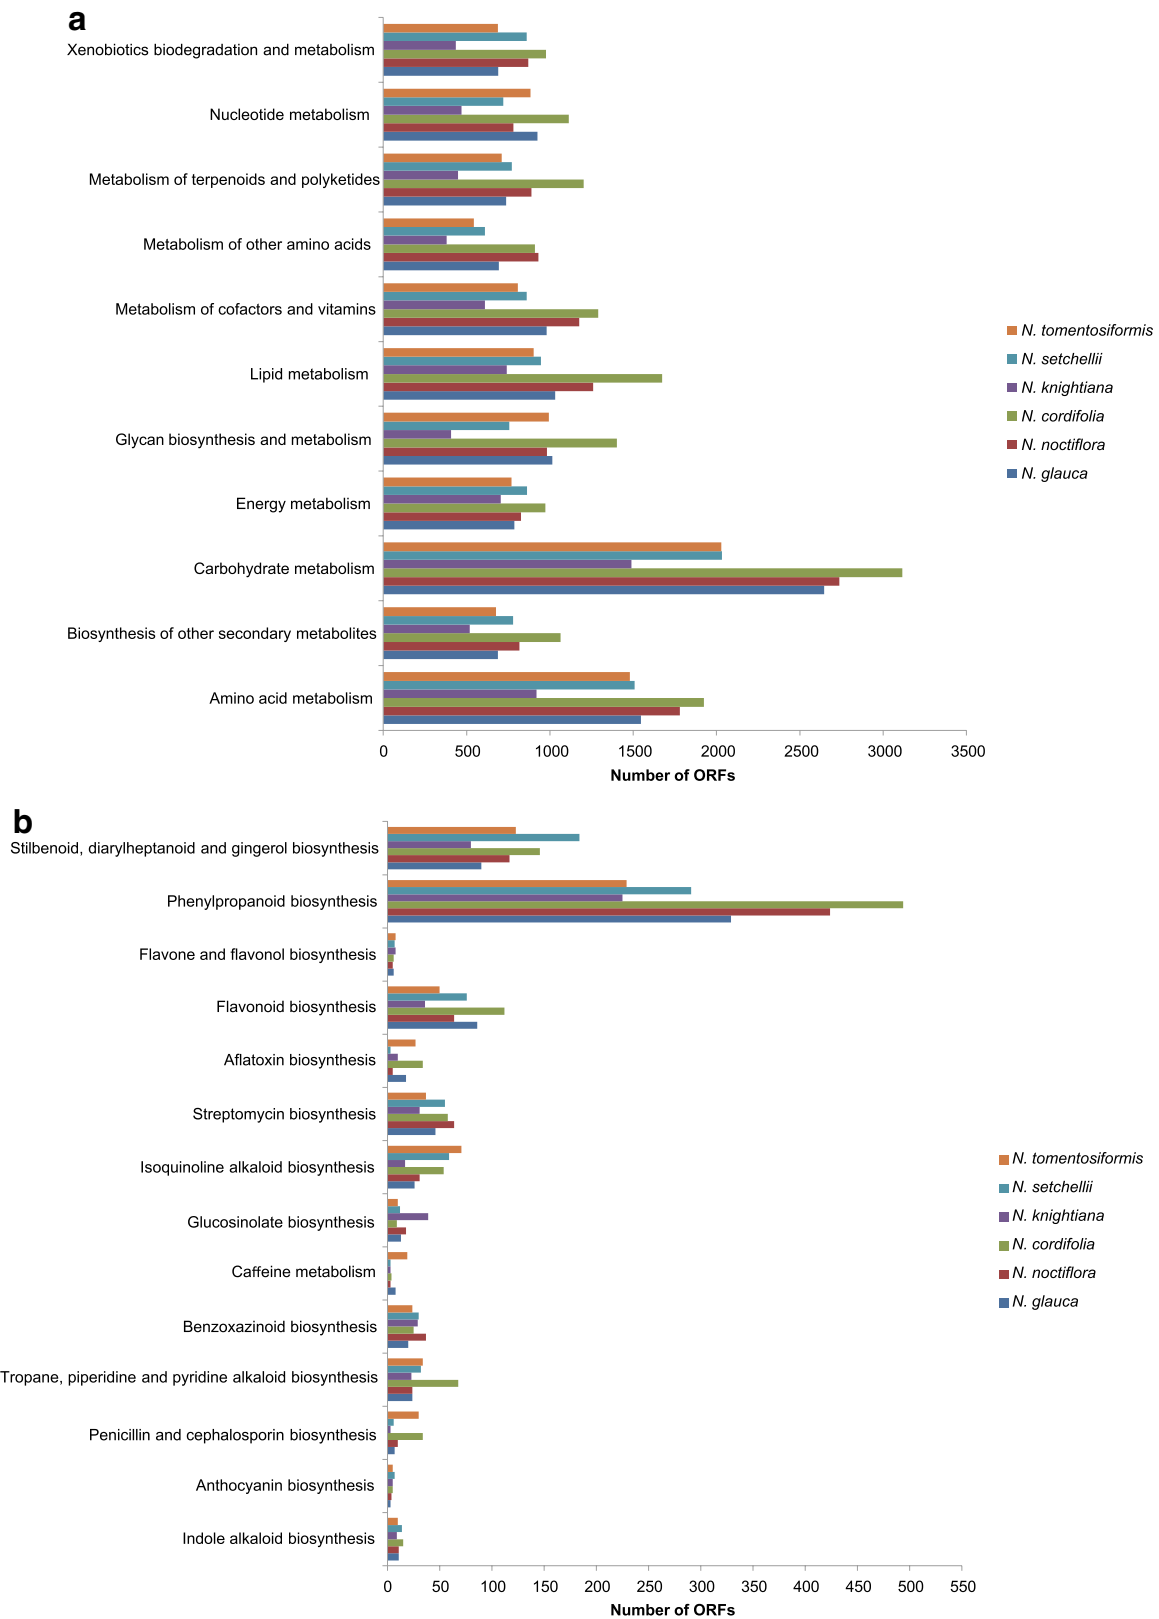 a
Xenobiotics biodegradation and metabolism
Nucleotide metabolism
Metabolism of terpenoids and polyketides
Metabolism of other amino acids
Metabolism of cofactors and vitamins
Lipid metabolism
Glycan biosynthesis and metabolism
Energy metabolism
Carbohydrate metabolism
Biosynthesis of other secondary metabolites
Amino acid metabolism
0 500 1000 1500 2000 2500 3000 3500
Number of ORFs
N. tomentosiformis
N. setchellii
N. knightiana
N. cordifolia
N. noctiflora
N. glauca
b
Stilbenoid, diarylheptanoid and gingerol biosynthesis
Phenylpropanoid biosynthesis
Flavone and flavonol biosynthesis
Flavonoid biosynthesis
Aflatoxin biosynthesis
Streptomycin biosynthesis
Isoquinoline alkaloid biosynthesis
Glucosinolate biosynthesis
Caffeine metabolism
Benzoxazinoid biosynthesis
Tropane, piperidine and pyridine alkaloid biosynthesis
Penicillin and cephalosporin biosynthesis
Anthocyanin biosynthesis
Indole alkaloid biosynthesis
0 50 100 150 200 250 300 350 400 450 500 550
Number of ORFs
N. tomentosiformis
N. setchellii
N. knightiana
N. cordifolia
N. noctiflora
N. glauca